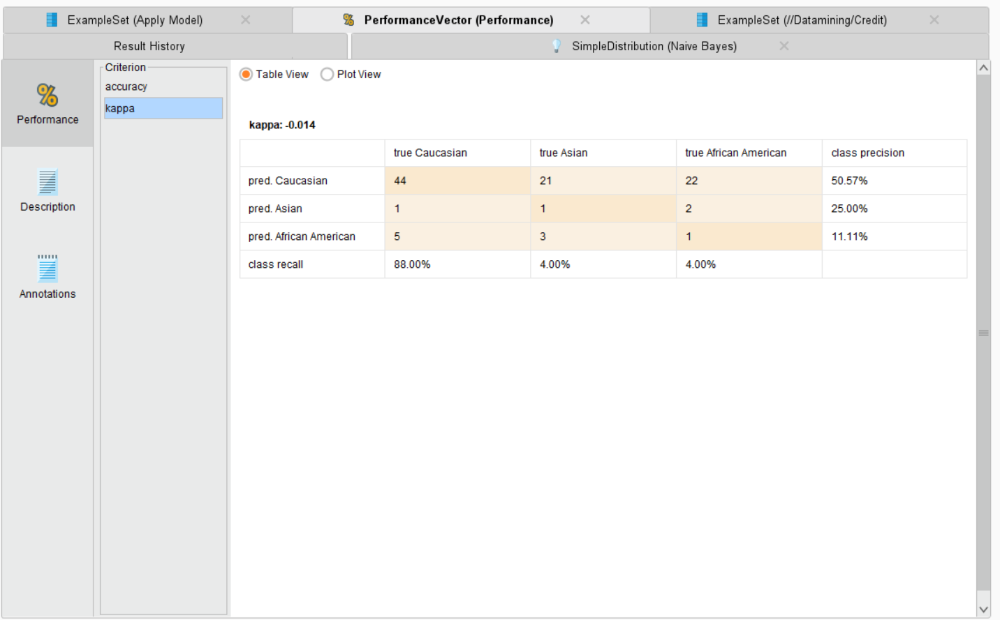 ExampleSet (Apply Model)
PerformanceVector (Performance)
ExampleSet (//Datamining/Credit)
Result History
SimpleDistribution (Naive Bayes)
Performance
Description
Annotations
Criterion
accuracy
kappa
Table View Plot View
kappa: -0.014
true Caucasian true Asian true African American class precision
pred. Caucasian 44 21 22 50.57%
pred. Asian 1 1 2 25.00%
pred. African American 5 3 1 11.11%
class recall 88.00% 4.00% 4.00%